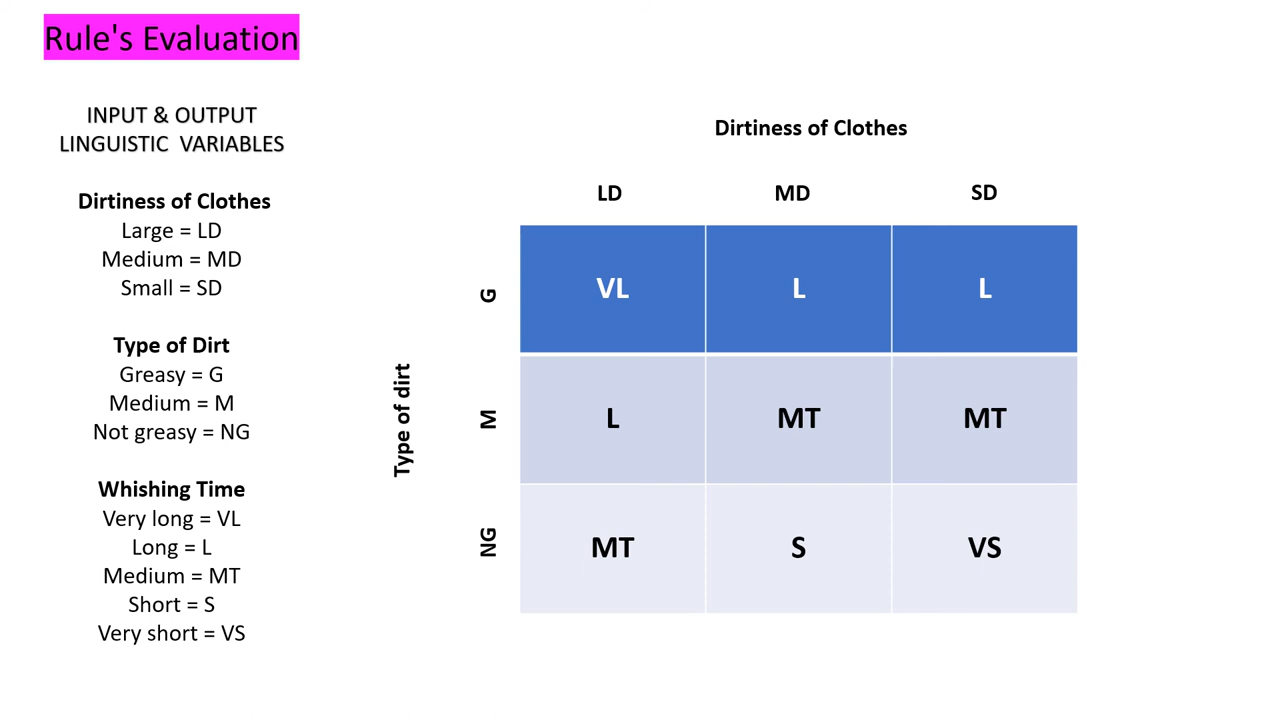 Rule's Evaluation
INPUT & OUTPUT
LINGUISTIC VARIABLES
Dirtiness of Clothes
Large = LD
Medium = MD
Small = SD
Type of Dirt
Greasy = G
Medium = M
Not greasy = NG
Whishing Time
Very long = VL
Long = L
Medium = MT
Short = S
Very short = VS
Dirtiness of Clothes
LD MD SD
Type of dirt
G VL L L
M L MT MT
NG MT S VS